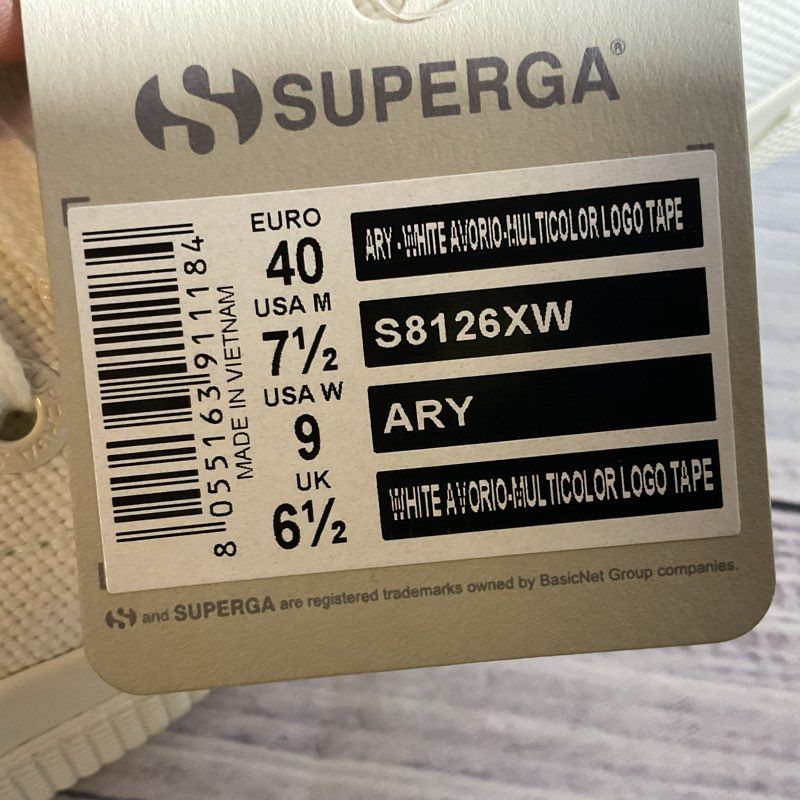 SUPERGA®
8 055163 911184
MADE IN VIETNAM
EURO
40
USA M
7½
USA W
9
UK
6½
ARY - WHITE AVORIO-MULTICOLOR LOGO TAPE
S8126XW
ARY
WHITE AVORIO-MULTICOLOR LOGO TAPE
and SUPERGA are registered trademarks owned by BasicNet Group companies.